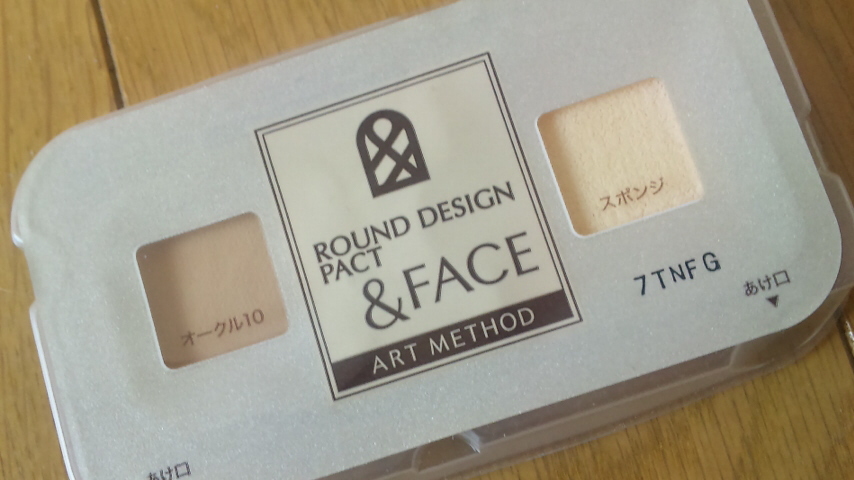 ROUND DESIGN
PACT
&FACE
ART METHOD
オークル10
スポンジ
7TNFG
あけ口
あけ口